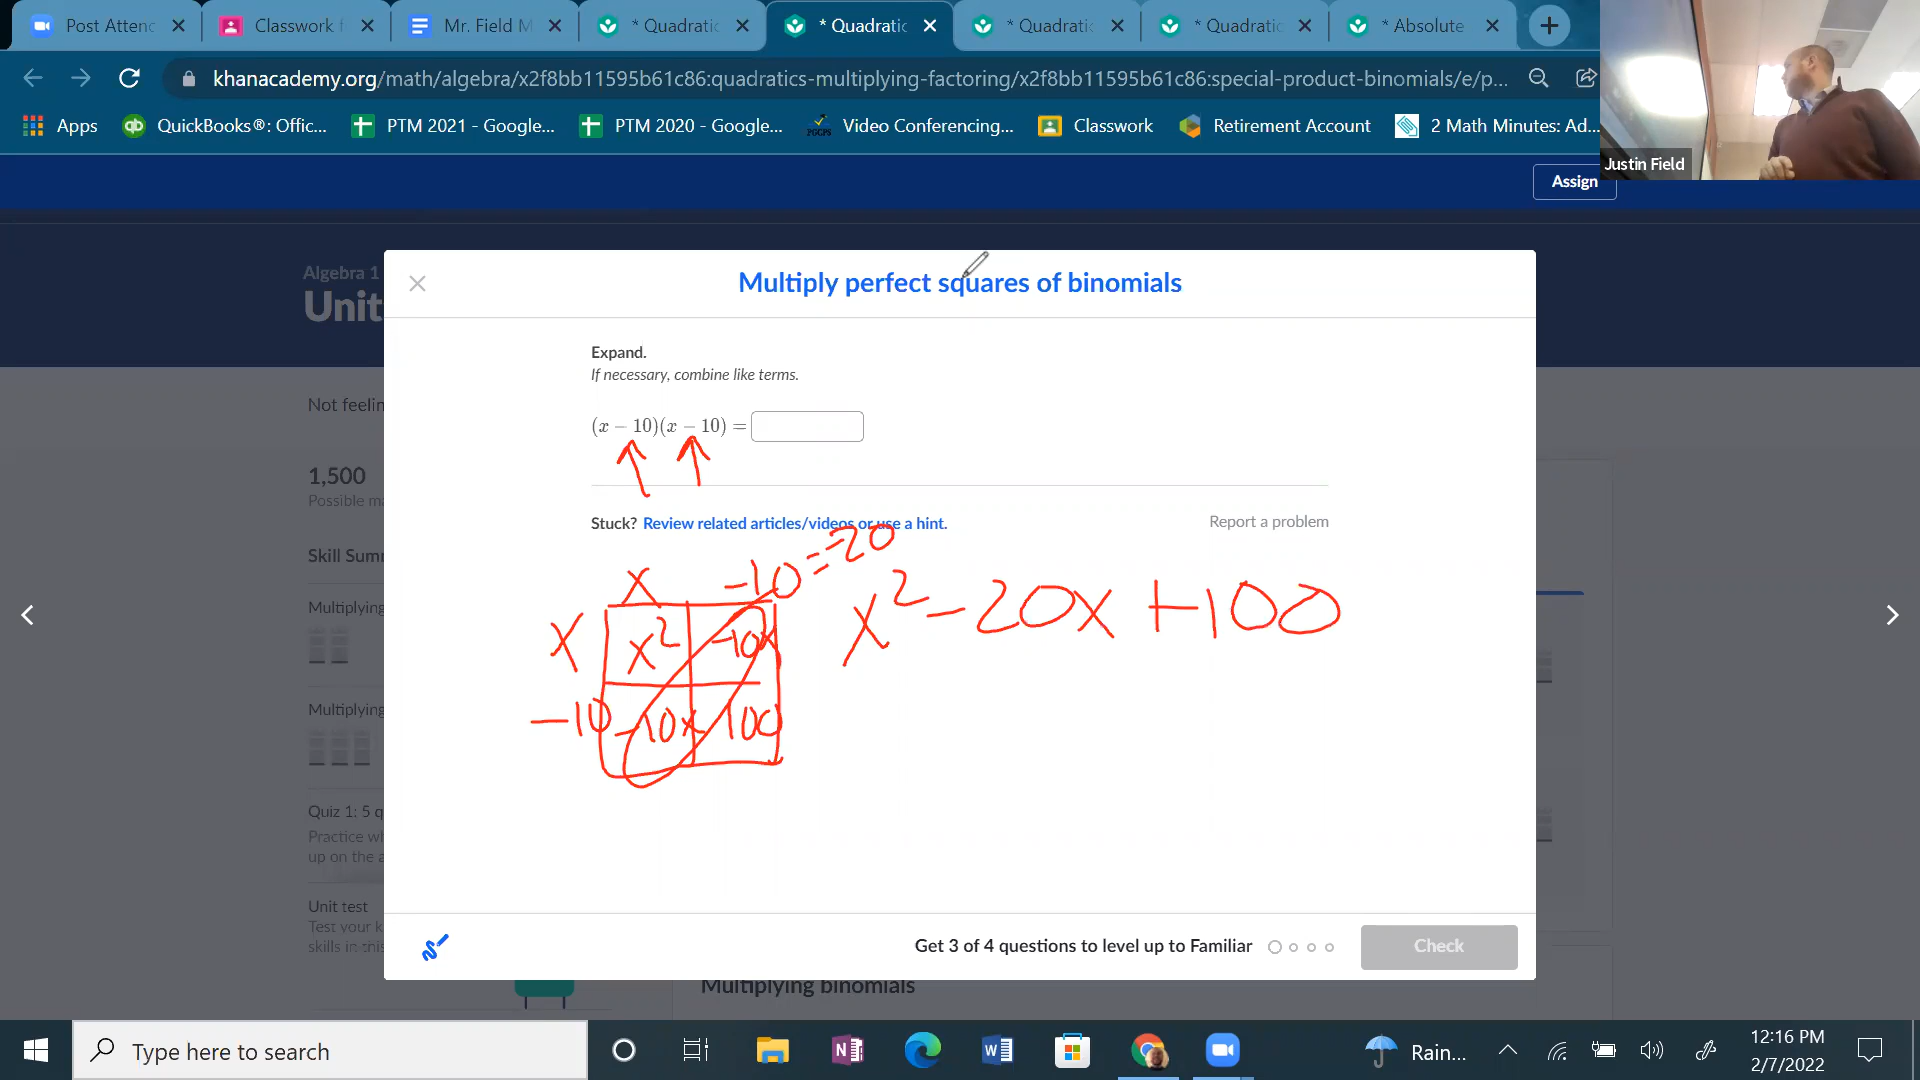 Post Attenc
Classwork f
Mr. Field M
* Quadratic
* Quadratic
* Quadratic
* Quadratic
* Absolute
khanacademy.org/math/algebra/x2f8bb11595b61c86:quadratics-multiplying-factoring/x2f8bb11595b61c86:special-product-binomials/e/p...
Apps
QuickBooks®: Offic...
PTM 2021 - Google...
PTM 2020 - Google...
Video Conferencing...
Classwork
Retirement Account
2 Math Minutes: Ad...
Justin Field
Assign
Algebra 1
Unit
Multiply perfect squares of binomials
Expand.
If necessary, combine like terms.
(x − 10)(x − 10) =
Not feelin
1,500
Possible ma
Stuck? Review related articles/videos or use a hint.
Report a problem
Skill Summ
Multiplying
Multiplying
Quiz 1: 5 q
Practice wh
up on the a
Unit test
Test your k
skills in this
x -10 = -20
x x² -10x
-10 -10x 100
x² - 20x + 100
Get 3 of 4 questions to level up to Familiar
Check
Multiplying binomials
Type here to search
Rain...
12:16 PM
2/7/2022